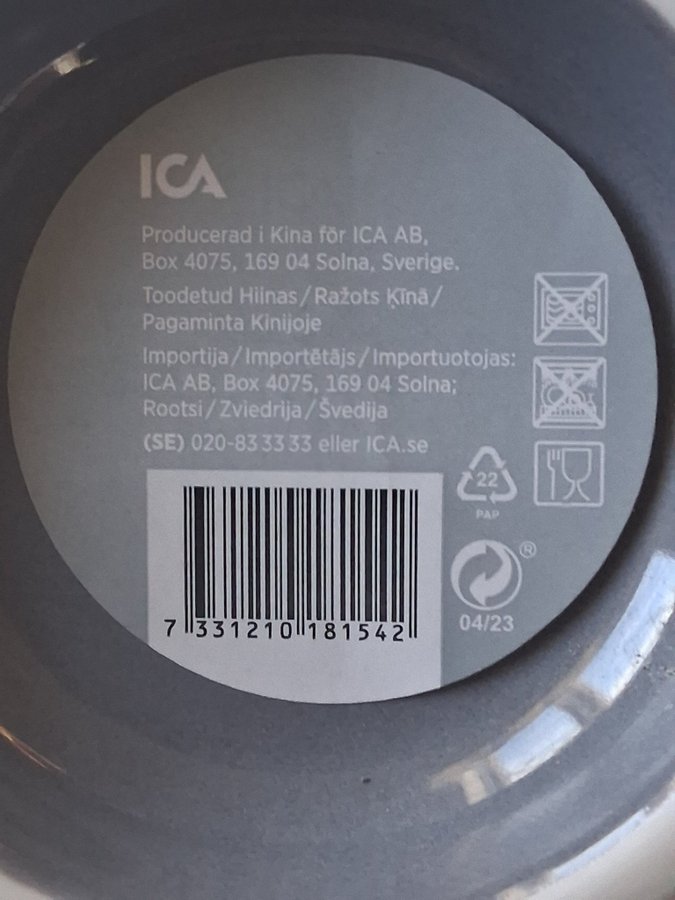 ICA
Producerad i Kina för ICA AB,
Box 4075, 169 04 Solna, Sverige.
Toodetud Hiinas/Ražots Ķīnā/
Pagaminta Kinijoje
Importija/Importētājs/Importuotojas:
ICA AB, Box 4075, 169 04 Solna;
Rootsi/Zviedrija/Švedija
(SE) 020-83 33 33 eller ICA.se
22
PAP
®
04/23
7 331210 181542